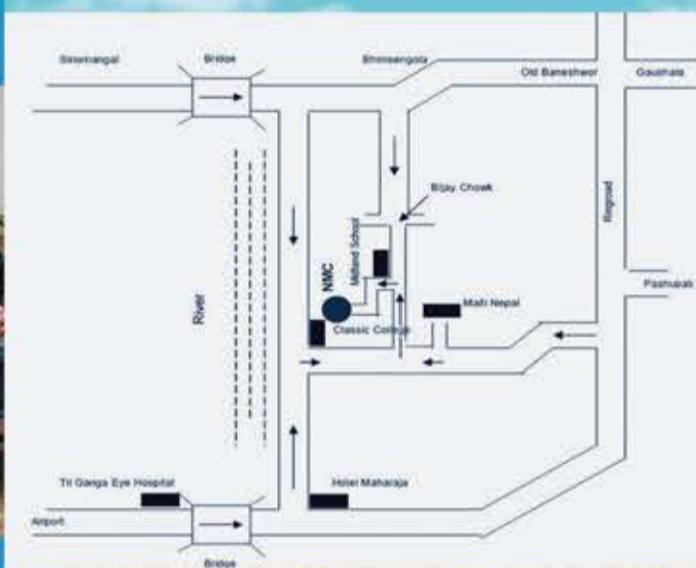 Sinamangal
Bridge
Bhimsengola
Old Baneshwor
Gaushala
Bijay Chowk
Ringroad
Midland School
NMC
Pashupati
Maiti Nepal
River
Classic College
Til Ganga Eye Hospital
Hotel Maharaja
Airport
Bridge